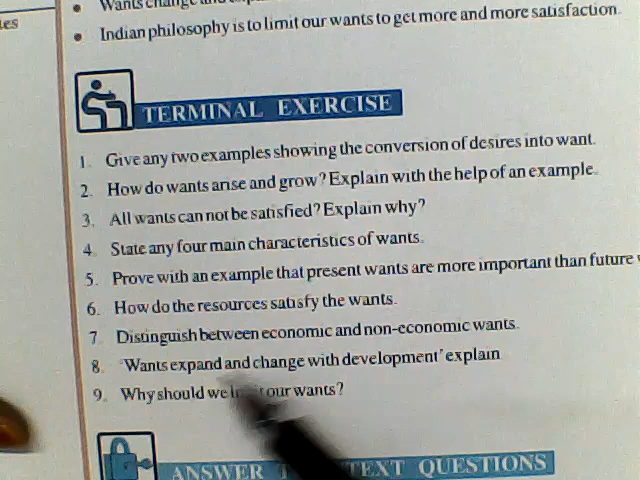 Wants change and
• Indian philosophy is to limit our wants to get more and more satisfaction.
TERMINAL EXERCISE
1. Give any two examples showing the conversion of desires into want.
2. How do wants arise and grow? Explain with the help of an example.
3. All wants can not be satisfied? Explain why?
4. State any four main characteristics of wants.
5. Prove with an example that present wants are more important than future
6. How do the resources satisfy the wants.
7. Distinguish between economic and non-economic wants.
8. 'Wants expand and change with development' explain
9. Why should we our wants?
ANSWER TEXT QUESTIONS